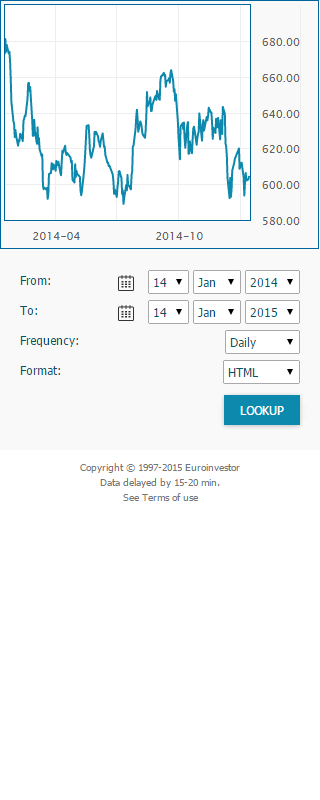 680.00
660.00
640.00
620.00
600.00
580.00
2014-04 2014-10
From: 14 Jan 2014
To: 14 Jan 2015
Frequency: Daily
Format: HTML
LOOKUP
Copyright © 1997-2015 Euroinvestor
Data delayed by 15-20 min.
See Terms of use